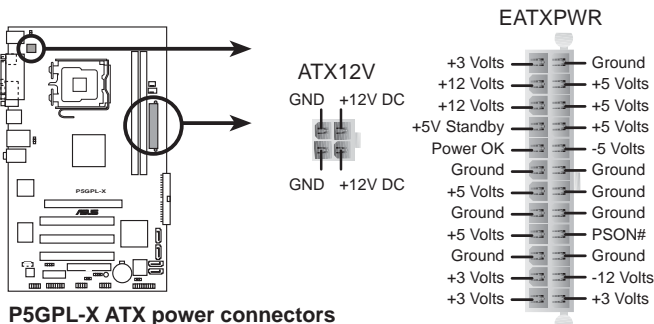 EATXPWR
+3 Volts Ground
ATX12V
+12 Volts +5 Volts
GND +12V DC
+12 Volts +5 Volts
+5V Standby +5 Volts
Power OK -5 Volts
Ground Ground
GND +12V DC
+5 Volts Ground
P5GPL-X
Ground Ground
ASUS
+5 Volts PSON#
Ground Ground
+3 Volts -12 Volts
+3 Volts +3 Volts
P5GPL-X ATX power connectors